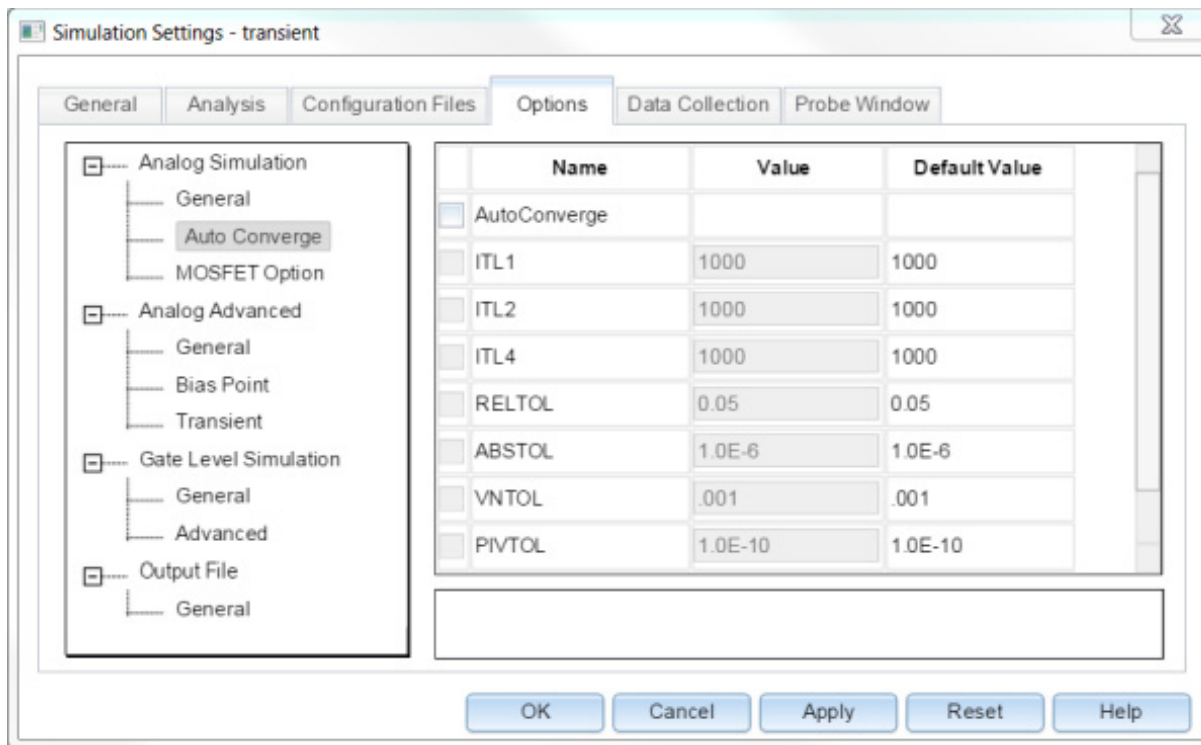 Simulation Settings - transient
General
Analysis
Configuration Files
Options
Data Collection
Probe Window
Analog Simulation
General
Auto Converge
MOSFET Option
Analog Advanced
General
Bias Point
Transient
Gate Level Simulation
General
Advanced
Output File
General
Name Value Default Value
AutoConverge
ITL1 1000 1000
ITL2 1000 1000
ITL4 1000 1000
RELTOL 0.05 0.05
ABSTOL 1.0E-6 1.0E-6
VNTOL .001 .001
PIVTOL 1.0E-10 1.0E-10
OK
Cancel
Apply
Reset
Help